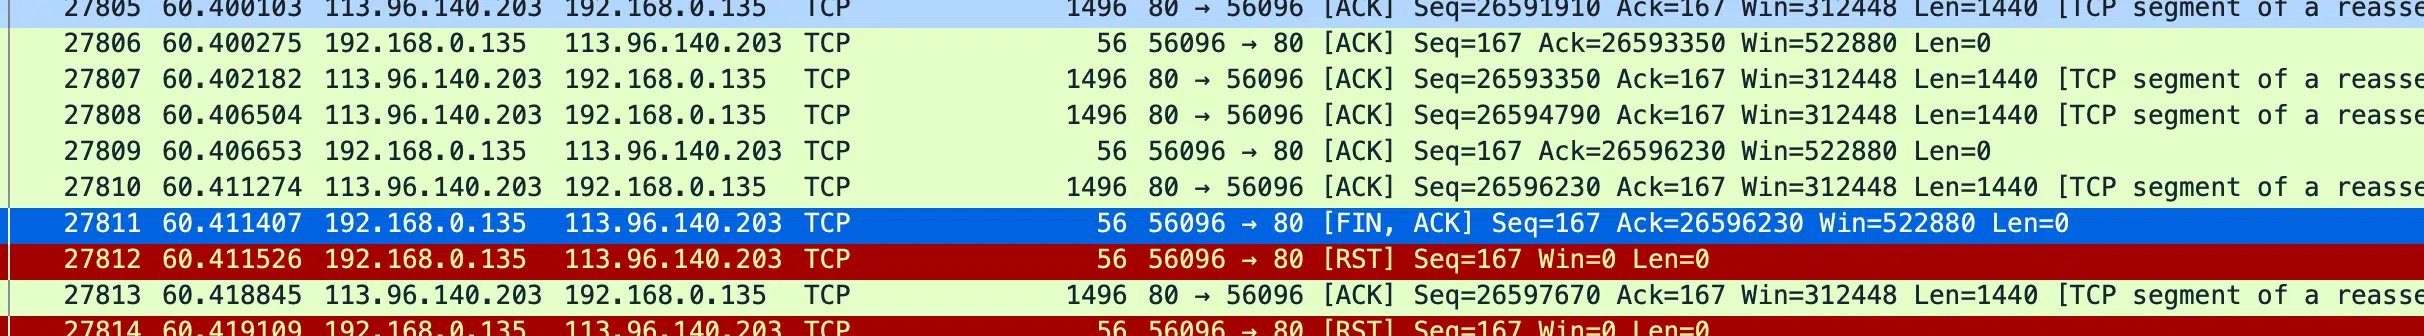 27805 60.400103 113.96.140.203 192.168.0.135 TCP 1496 80 → 56096 [ACK] Seq=26591910 Ack=167 Win=312448 Len=1440 [TCP segment of a reasse
27806 60.400275 192.168.0.135 113.96.140.203 TCP 56 56096 → 80 [ACK] Seq=167 Ack=26593350 Win=522880 Len=0
27807 60.402182 113.96.140.203 192.168.0.135 TCP 1496 80 → 56096 [ACK] Seq=26593350 Ack=167 Win=312448 Len=1440 [TCP segment of a reasse
27808 60.406504 113.96.140.203 192.168.0.135 TCP 1496 80 → 56096 [ACK] Seq=26594790 Ack=167 Win=312448 Len=1440 [TCP segment of a reasse
27809 60.406653 192.168.0.135 113.96.140.203 TCP 56 56096 → 80 [ACK] Seq=167 Ack=26596230 Win=522880 Len=0
27810 60.411274 113.96.140.203 192.168.0.135 TCP 1496 80 → 56096 [ACK] Seq=26596230 Ack=167 Win=312448 Len=1440 [TCP segment of a reasse
27811 60.411407 192.168.0.135 113.96.140.203 TCP 56 56096 → 80 [FIN, ACK] Seq=167 Ack=26596230 Win=522880 Len=0
27812 60.411526 192.168.0.135 113.96.140.203 TCP 56 56096 → 80 [RST] Seq=167 Win=0 Len=0
27813 60.418845 113.96.140.203 192.168.0.135 TCP 1496 80 → 56096 [ACK] Seq=26597670 Ack=167 Win=312448 Len=1440 [TCP segment of a reasse
27814 60.419109 192.168.0.135 113.96.140.203 TCP 56 56096 → 80 [RST] Seq=167 Win=0 Len=0